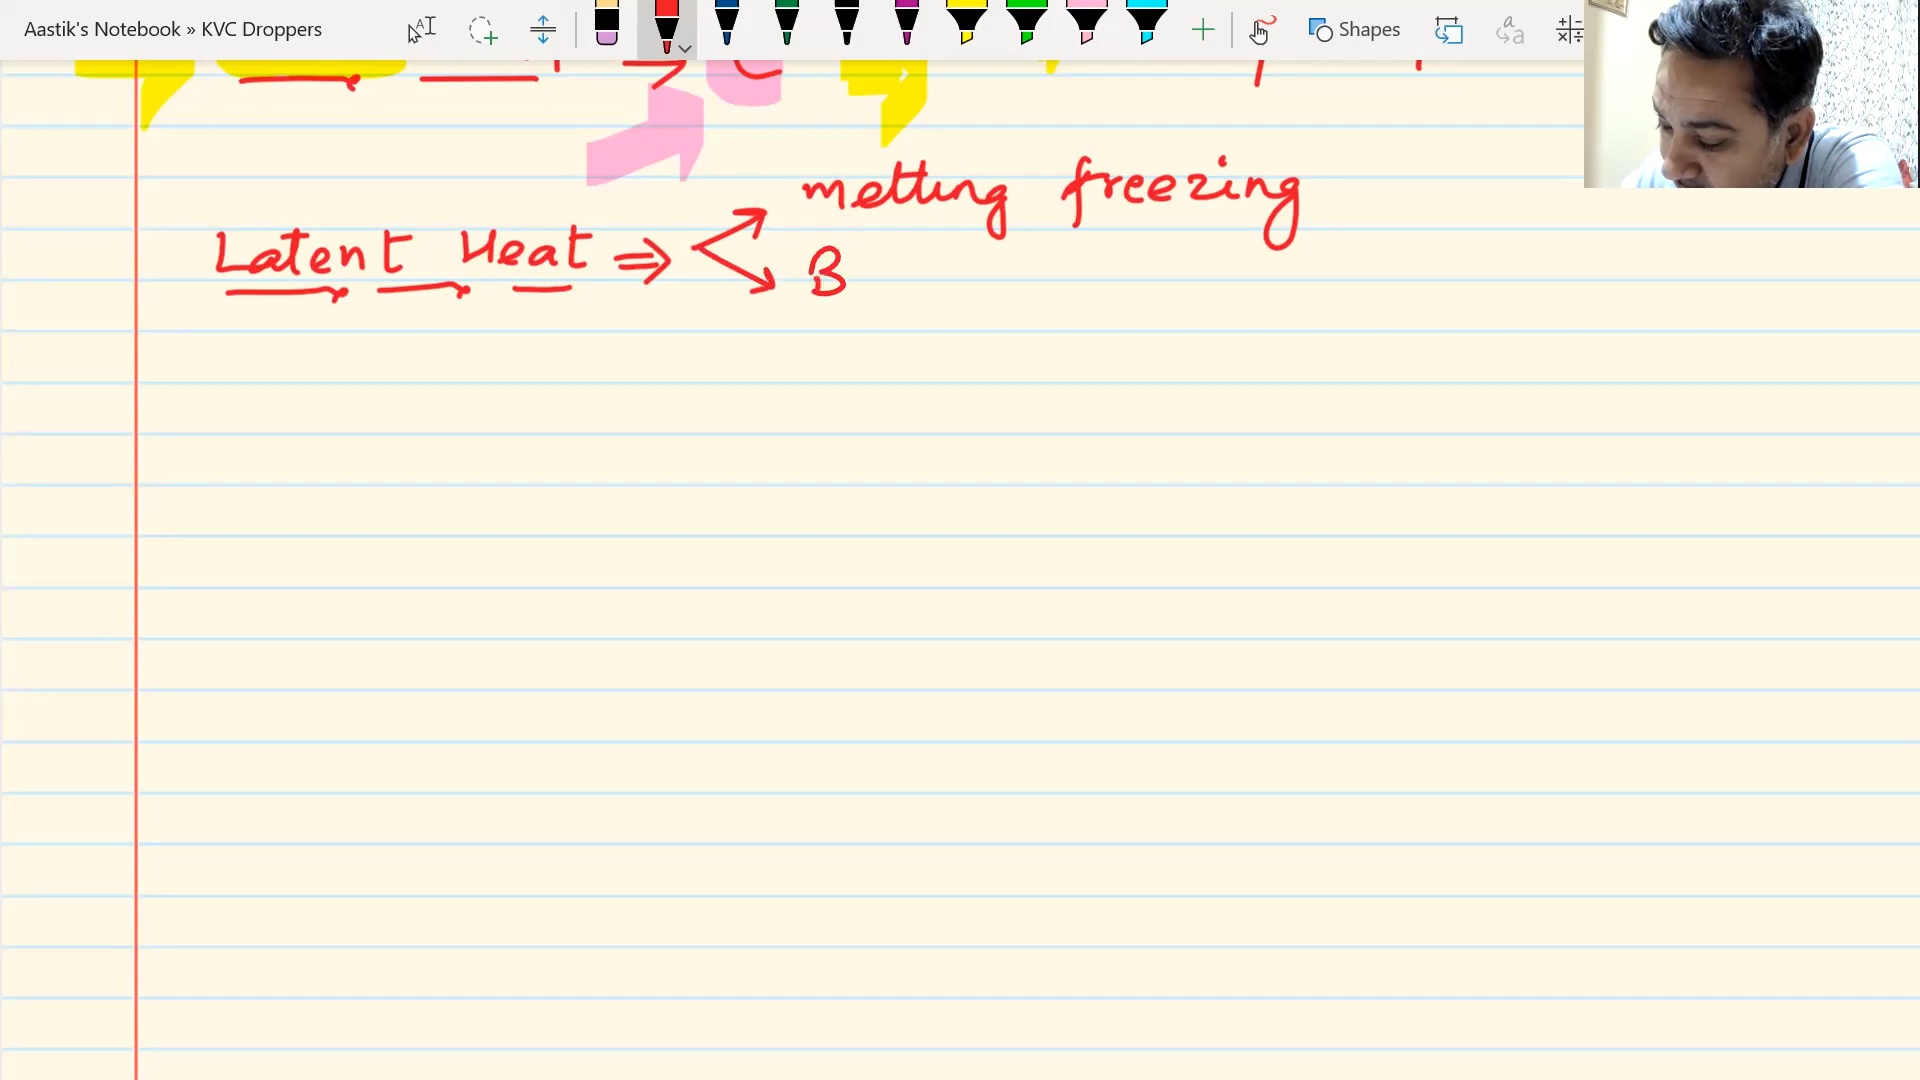 Aastik's Notebook » KVC Droppers
Shapes
melting freezing
Latent Heat ⇒
B